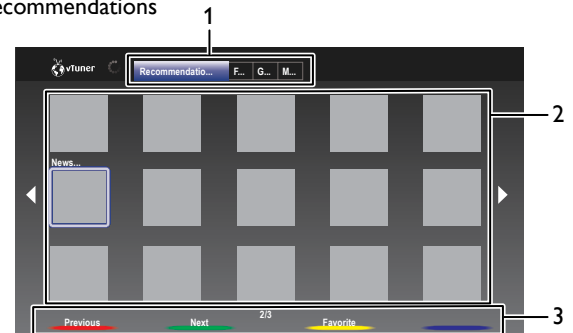 ecommendations
1
vTuner
Recommendatio... F... G... M...
2
News...
2/3
Previous Next Favorite
3